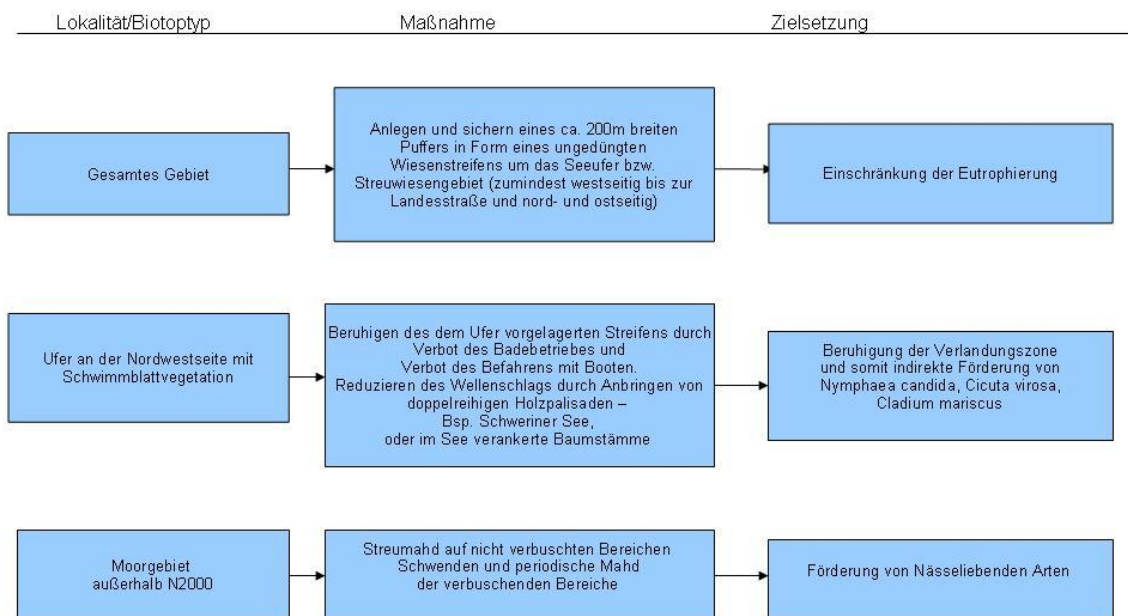 Lokalität/Biotoptyp Maßnahme Zielsetzung
Gesamtes Gebiet
Anlegen und sichern eines ca. 200m breiten
Puffers in Form eines ungedüngten
Wiesenstreifens um das Seeufer bzw.
Streuwiesengebiet (zumindest westseitig bis zur
Landesstraße und nord- und ostseitig)
Einschränkung der Eutrophierung
Ufer an der Nordwestseite mit
Schwimmblattvegetation
Beruhigen des dem Ufer vorgelagerten Streifens durch
Verbot des Badebetriebes und
Verbot des Befahrens mit Booten.
Reduzieren des Wellenschlags durch Anbringen von
doppelreihigen Holzpalisaden –
Bsp. Schweriner See,
oder im See verankerte Baumstämme
Beruhigung der Verlandungszone
und somit indirekte Förderung von
Nymphaea candida, Cicuta virosa,
Cladium mariscus
Moorgebiet
außerhalb N2000
Streumahd auf nicht verbuschten Bereichen
Schwenden und periodische Mahd
der verbuschenden Bereiche
Förderung von Nässeliebenden Arten